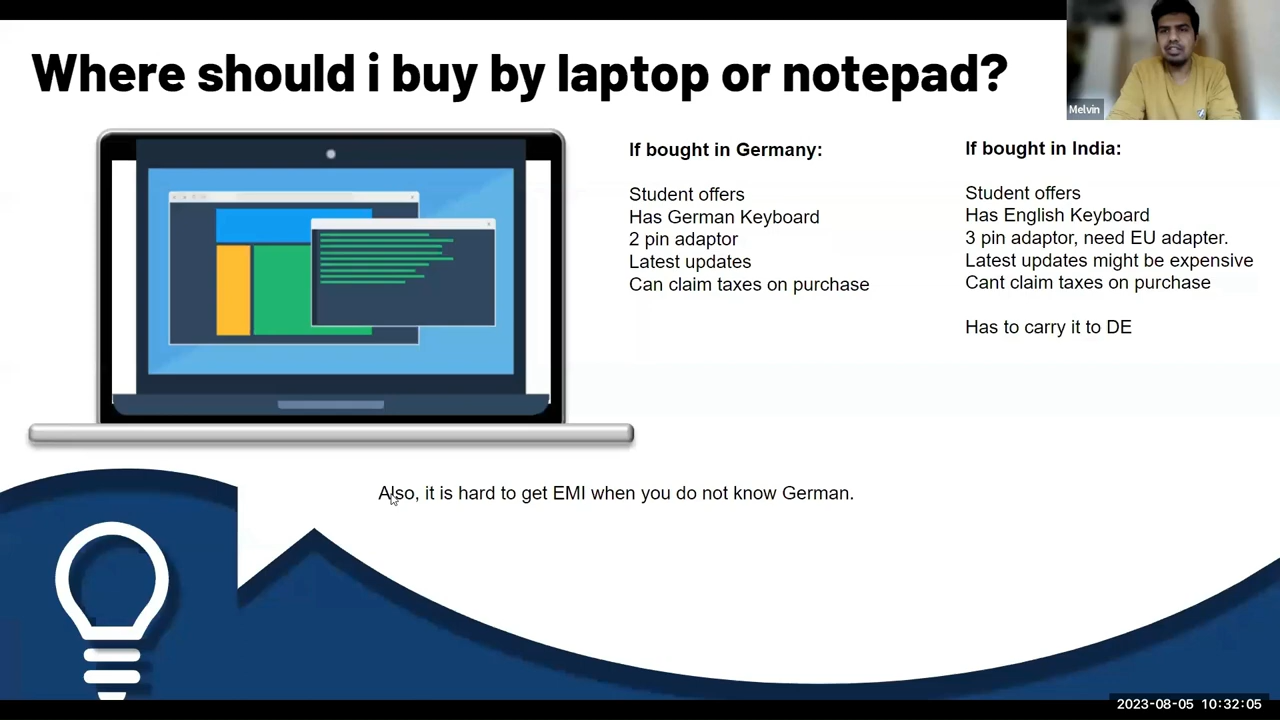 Where should i buy by laptop or notepad?
Melvin
If bought in Germany:
Student offers
Has German Keyboard
2 pin adaptor
Latest updates
Can claim taxes on purchase
If bought in India:
Student offers
Has English Keyboard
3 pin adaptor, need EU adapter.
Latest updates might be expensive
Cant claim taxes on purchase
Has to carry it to DE
Also, it is hard to get EMI when you do not know German.
2023-08-05 10:32:05